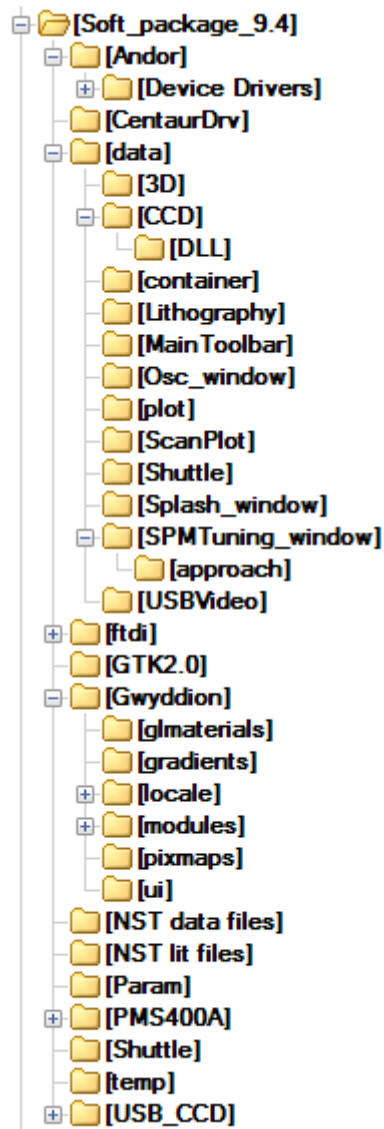 [Soft_package_9.4]
[Andor]
[Device Drivers]
[CentaurDrv]
[data]
[3D]
[CCD]
[DLL]
[container]
[Lithography]
[MainToolbar]
[Osc_window]
[plot]
[ScanPlot]
[Shuttle]
[Splash_window]
[SPMTuning_window]
[approach]
[USBVideo]
[ftdi]
[GTK2.0]
[Gwyddion]
[glmaterials]
[gradients]
[locale]
[modules]
[pixmaps]
[ui]
[NST data files]
[NST lit files]
[Param]
[PMS400A]
[Shuttle]
[temp]
[USB_CCD]